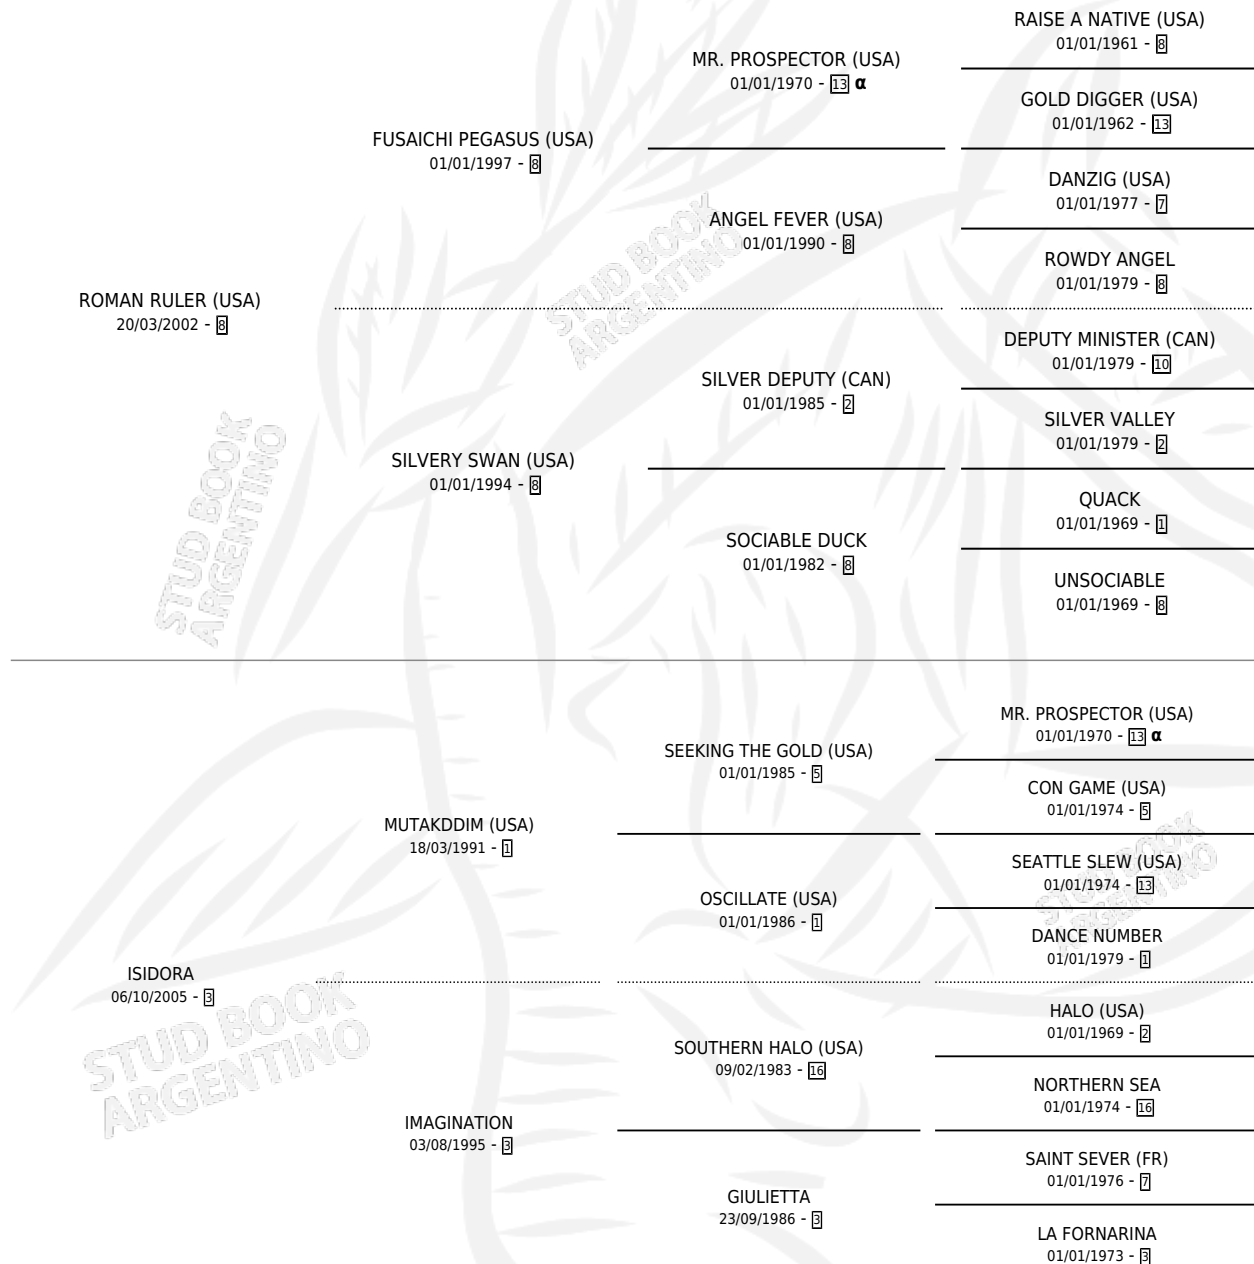 RAISE A NATIVE (USA)
01/01/1961 - 8
MR. PROSPECTOR (USA)
01/01/1970 - 13 α
GOLD DIGGER (USA)
01/01/1962 - 13
FUSAICHI PEGASUS (USA)
01/01/1997 - 8
DANZIG (USA)
01/01/1977 - 7
ANGEL FEVER (USA)
01/01/1990 - 8
ROWDY ANGEL
01/01/1979 - 8
ROMAN RULER (USA)
20/03/2002 - 8
DEPUTY MINISTER (CAN)
01/01/1979 - 10
SILVER DEPUTY (CAN)
01/01/1985 - 2
SILVER VALLEY
01/01/1979 - 2
SILVERY SWAN (USA)
01/01/1994 - 8
QUACK
01/01/1969 - 1
SOCIABLE DUCK
01/01/1982 - 8
UNSOCIABLE
01/01/1969 - 8
MR. PROSPECTOR (USA)
01/01/1970 - 13 α
SEEKING THE GOLD (USA)
01/01/1985 - 5
CON GAME (USA)
01/01/1974 - 5
MUTAKDDIM (USA)
18/03/1991 - 1
SEATTLE SLEW (USA)
01/01/1974 - 13
OSCILLATE (USA)
01/01/1986 - 1
DANCE NUMBER
01/01/1979 - 1
ISIDORA
06/10/2005 - 3
HALO (USA)
01/01/1969 - 2
SOUTHERN HALO (USA)
09/02/1983 - 16
NORTHERN SEA
01/01/1974 - 16
IMAGINATION
03/08/1995 - 3
SAINT SEVER (FR)
01/01/1976 - 7
GIULIETTA
23/09/1986 - 3
LA FORNARINA
01/01/1973 - 3
STUD BOOK
ARGENTINO
STUD BOOK
ARGENTINO
STUD BOOK
ARGENTINO
STUD BOOK
ARGENTINO